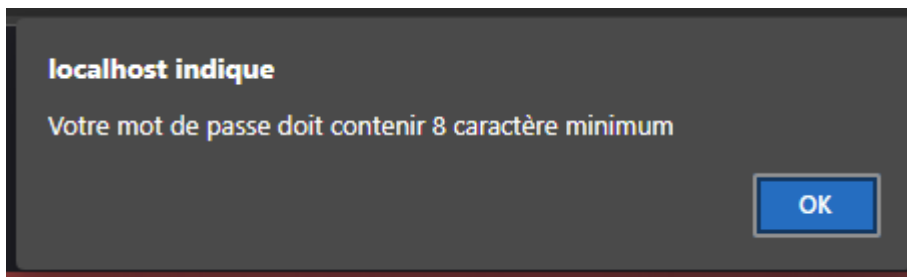 localhost indique
Votre mot de passe doit contenir 8 caractère minimum
OK